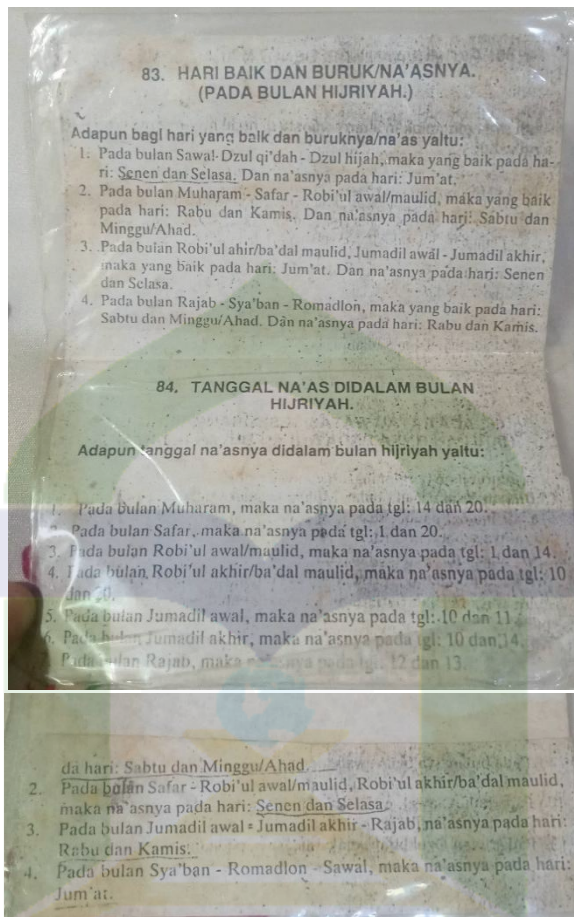 83. HARI BAIK DAN BURUK/NA'ASNYA.
(PADA BULAN HIJRIYAH.)
Adapun bagi hari yang baik dan buruknya/na'as yaitu:
1. Pada bulan Sawal- Dzul qi'dah - Dzul hijah, maka yang baik pada ha-
ri: Senen dan Selasa. Dan na'asnya pada hari: Jum'at.
2. Pada bulan Muharam - Safar - Robi'ul awal/maulid, maka yang baik
pada hari: Rabu dan Kamis. Dan na'asnya pada hari: Sabtu dan
Minggu/Ahad.
3. Pada bulan Robi'ul ahir/ba'dal maulid, Jumadil awal - Jumadil akhir,
maka yang baik pada hari: Jum'at. Dan na'asnya pada hari: Senen
dan Selasa.
4. Pada bulan Rajab - Sya'ban - Romadlon, maka yang baik pada hari:
Sabtu dan Minggu/Ahad. Dan na'asnya pada hari: Rabu dan Kamis.
84. TANGGAL NA'AS DIDALAM BULAN
HIJRIYAH.
Adapun tanggal na'asnya didalam bulan hijriyah yaitu:
1. Pada bulan Muharam, maka na'asnya pada tgl: 14 dan 20.
Pada bulan Safar, maka na'asnya pada tgl: 1 dan 20.
3. Pada bulan Robi'ul awal/maulid, maka na'asnya pada tgl: 1 dan 14.
4. Pada bulan Robi'ul akhir/ba'dal maulid, maka na'asnya pada tgl: 10
dan 20.
5. Pada bulan Jumadil awal, maka na'asnya pada tgl: 10 dan 11.
6. Pada bulan Jumadil akhir, maka na'asnya pada tgl: 10 dan 14.
Pada bulan Rajab, maka na'asnya pada tgl: 12 dan 13.
da hari: Sabtu dan Minggu/Ahad.
2. Pada bulan Safar - Robi'ul awal/maulid, Robi'ul akhir/ba'dal maulid,
maka na'asnya pada hari: Senen dan Selasa.
3. Pada bulan Jumadil awal - Jumadil akhir - Rajab, na'asnya pada hari:
Rabu dan Kamis.
4. Pada bulan Sya'ban - Romadlon - Sawal, maka na'asnya pada hari:
Jum'at.